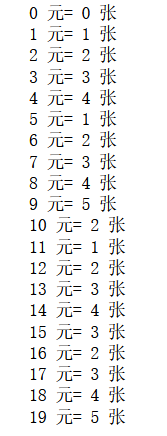 0 元= 0 张
1 元= 1 张
2 元= 2 张
3 元= 3 张
4 元= 4 张
5 元= 1 张
6 元= 2 张
7 元= 3 张
8 元= 4 张
9 元= 5 张
10 元= 2 张
11 元= 1 张
12 元= 2 张
13 元= 3 张
14 元= 4 张
15 元= 3 张
16 元= 2 张
17 元= 3 张
18 元= 4 张
19 元= 5 张